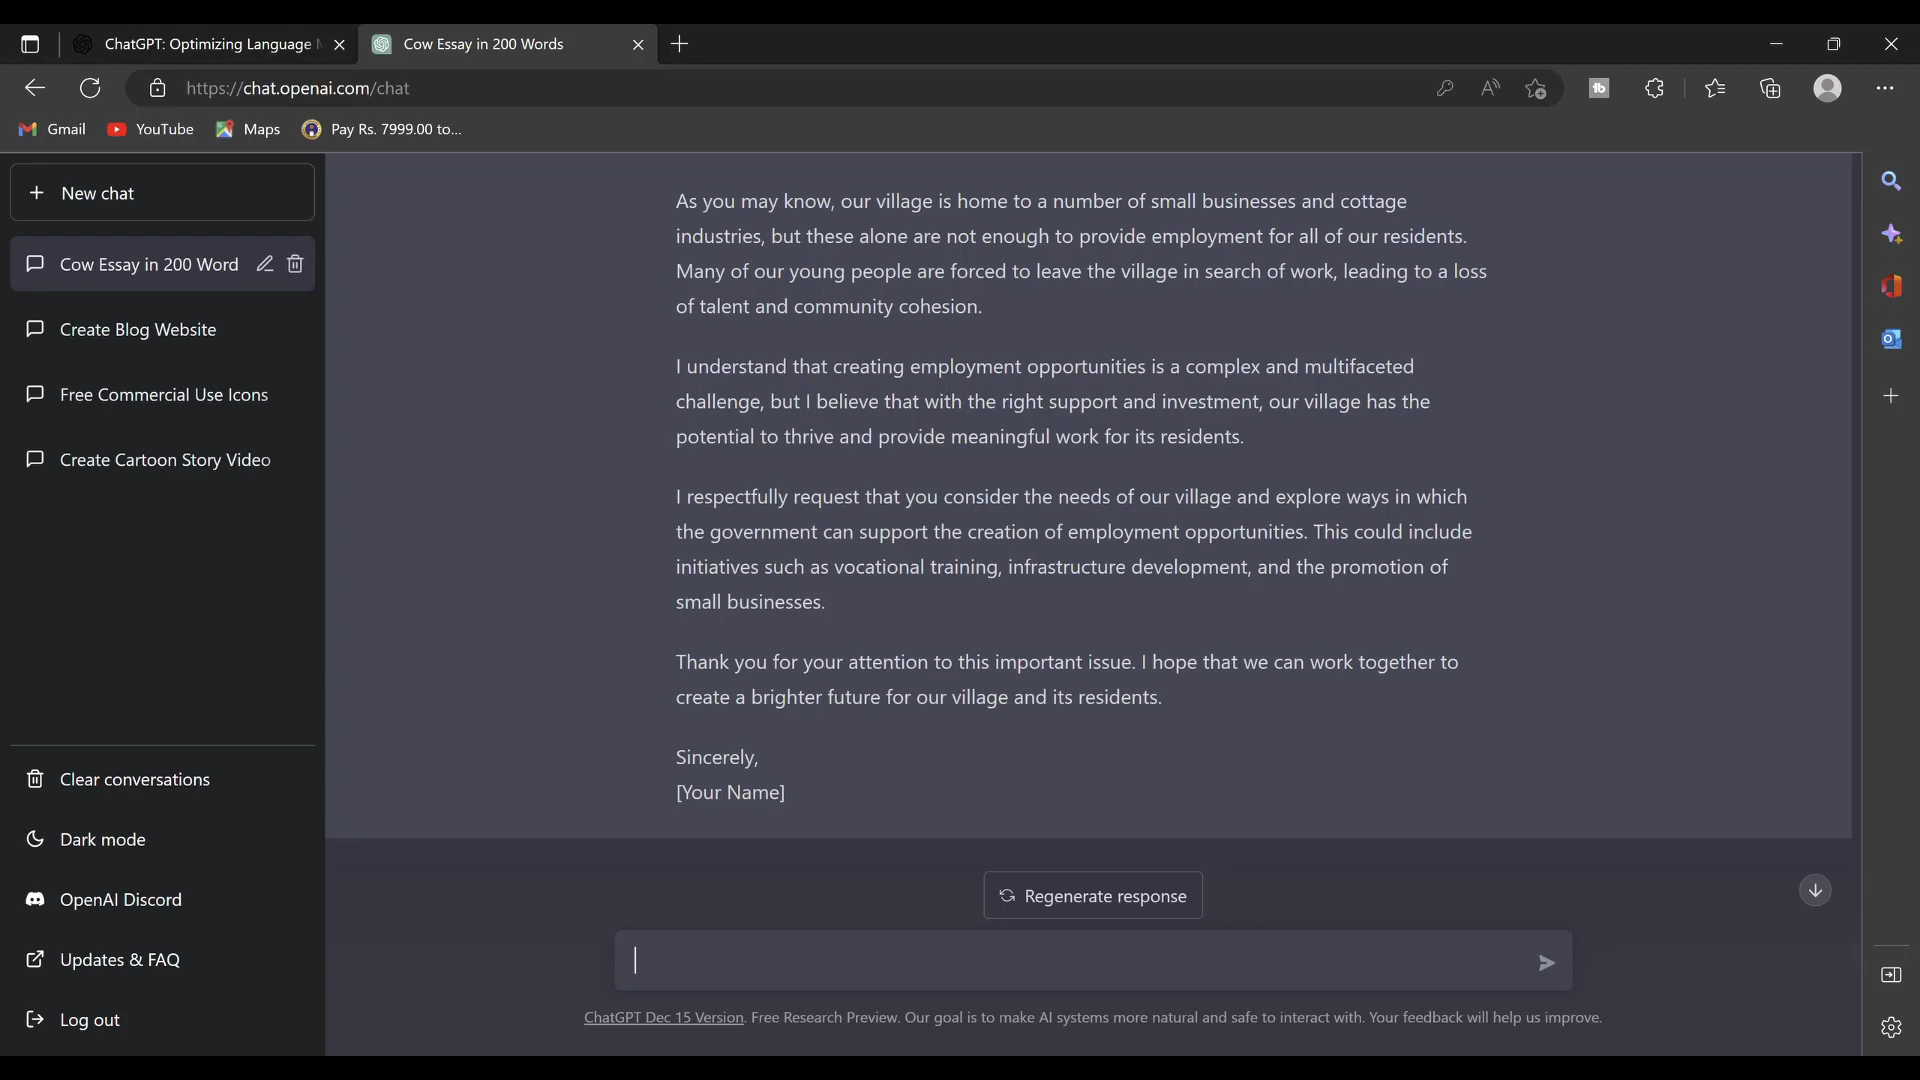 ChatGPT: Optimizing Language
Cow Essay in 200 Words
https://chat.openai.com/chat
Gmail
YouTube
Maps
Pay Rs. 7999.00 to...
New chat
Cow Essay in 200 Word
Create Blog Website
Free Commercial Use Icons
Create Cartoon Story Video
Clear conversations
Dark mode
OpenAI Discord
Updates & FAQ
Log out
As you may know, our village is home to a number of small businesses and cottage
industries, but these alone are not enough to provide employment for all of our residents.
Many of our young people are forced to leave the village in search of work, leading to a loss
of talent and community cohesion.
I understand that creating employment opportunities is a complex and multifaceted
challenge, but I believe that with the right support and investment, our village has the
potential to thrive and provide meaningful work for its residents.
I respectfully request that you consider the needs of our village and explore ways in which
the government can support the creation of employment opportunities. This could include
initiatives such as vocational training, infrastructure development, and the promotion of
small businesses.
Thank you for your attention to this important issue. I hope that we can work together to
create a brighter future for our village and its residents.
Sincerely,
[Your Name]
Regenerate response
ChatGPT Dec 15 Version. Free Research Preview. Our goal is to make AI systems more natural and safe to interact with. Your feedback will help us improve.